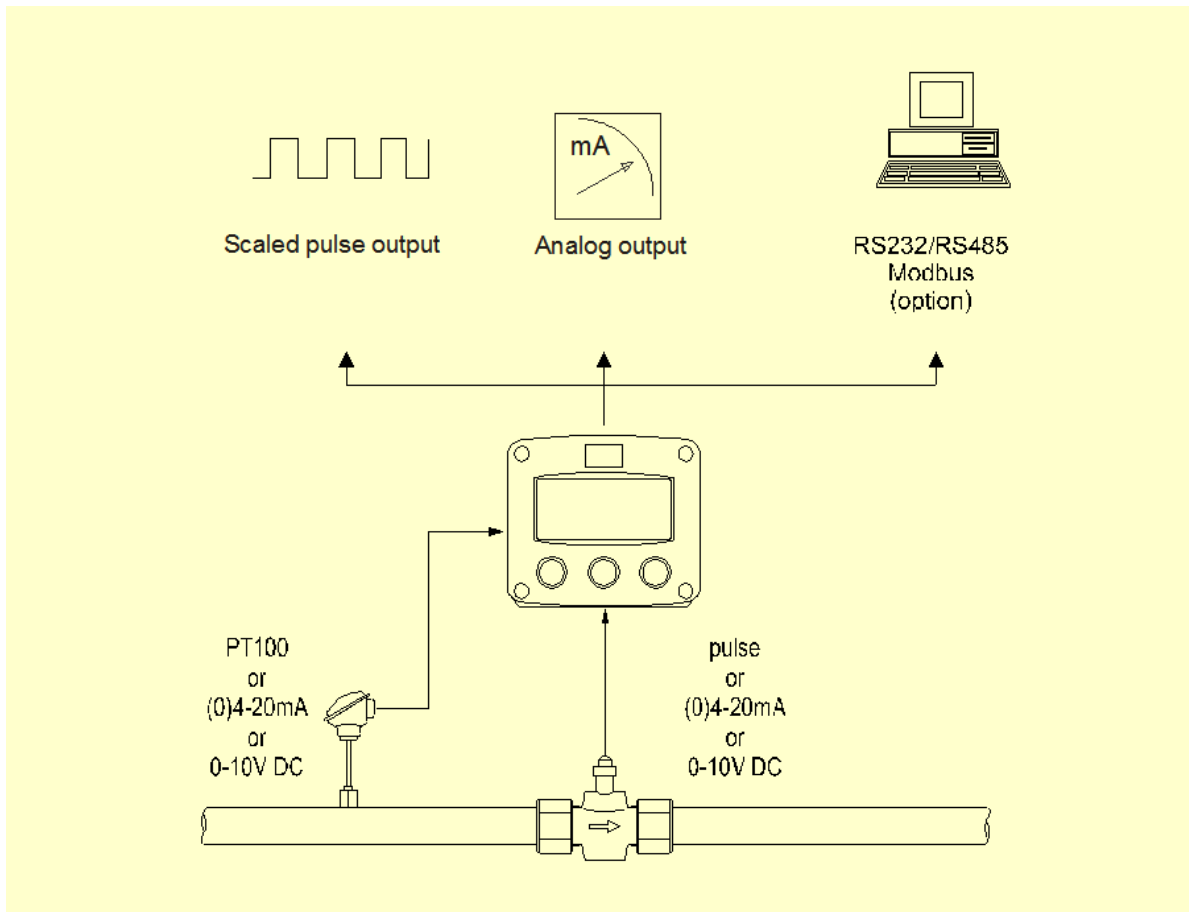 mA
Scaled pulse output
Analog output
RS232/RS485
Modbus
(option)
PT100
or
(0)4-20mA
or
0-10V DC
pulse
or
(0)4-20mA
or
0-10V DC